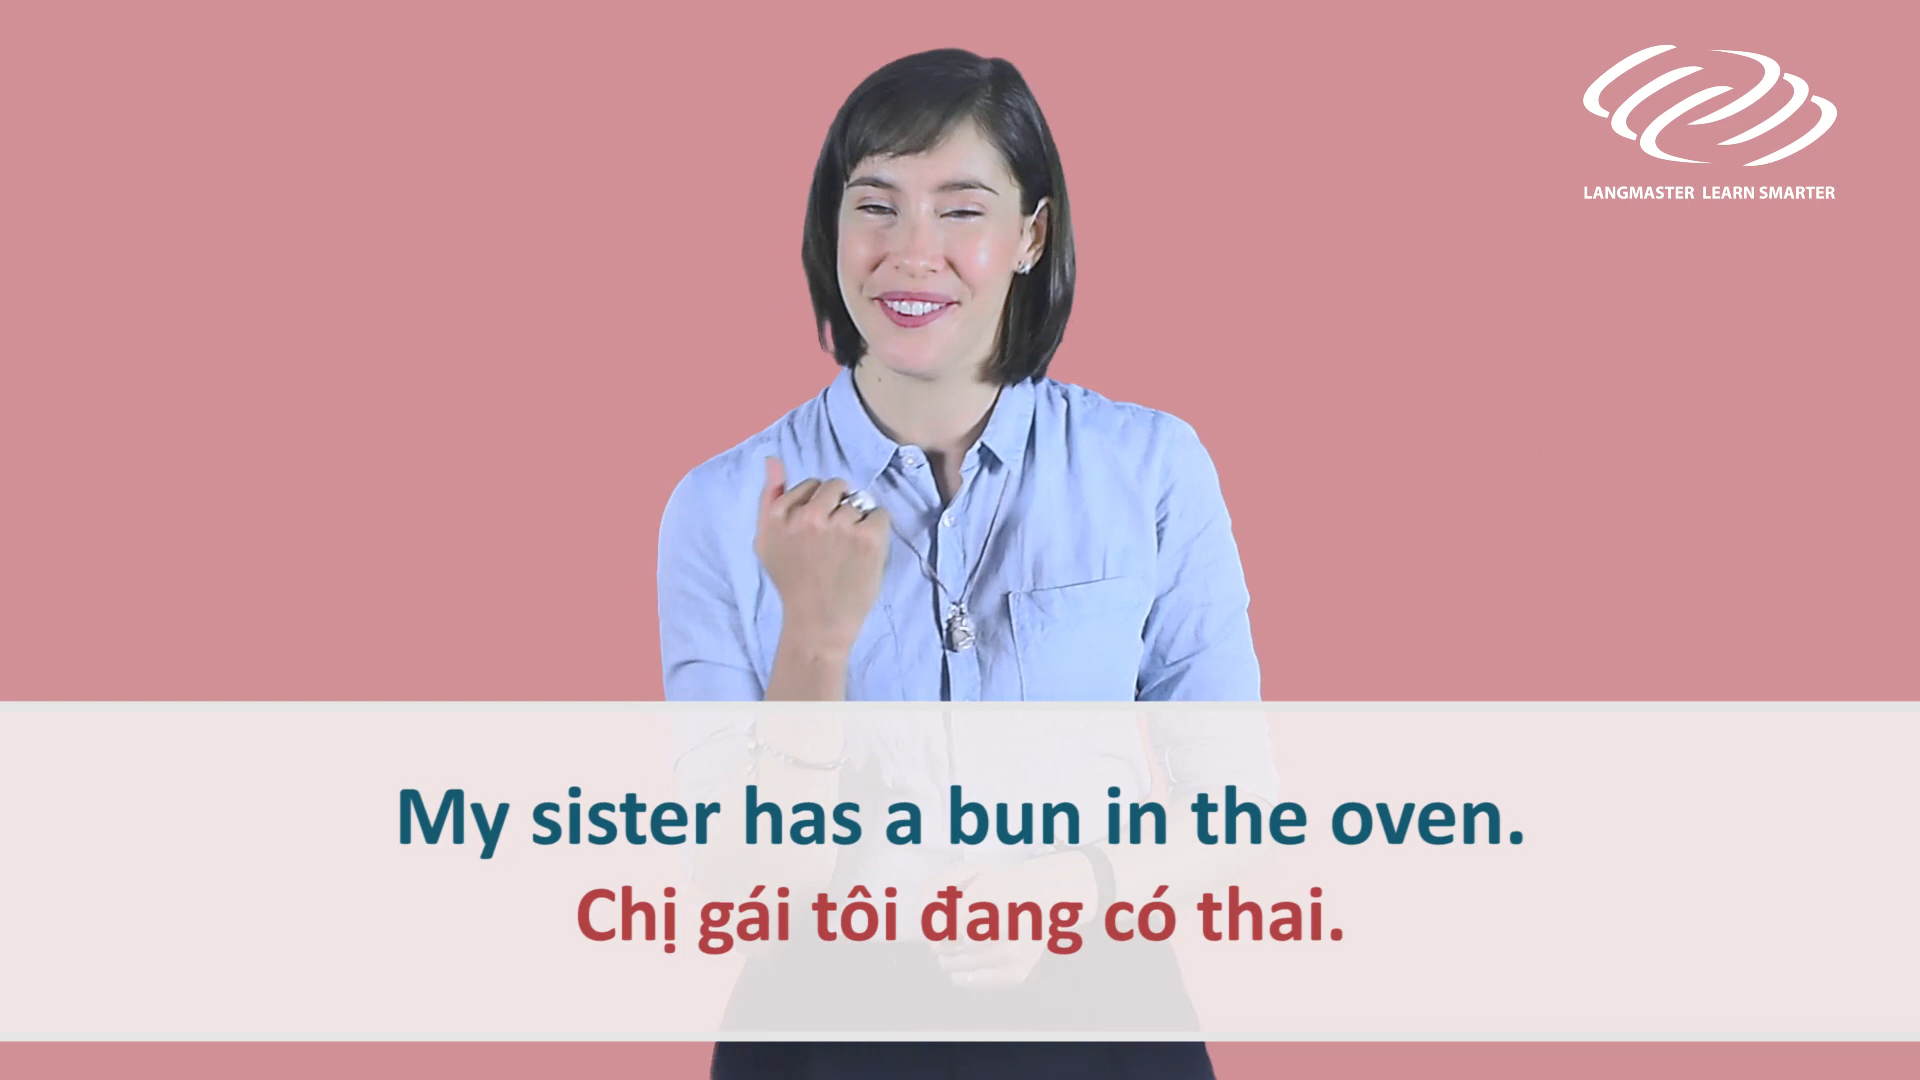 LANGMASTER LEARN SMARTER
My sister has a bun in the oven.
Chị gái tôi đang có thai.